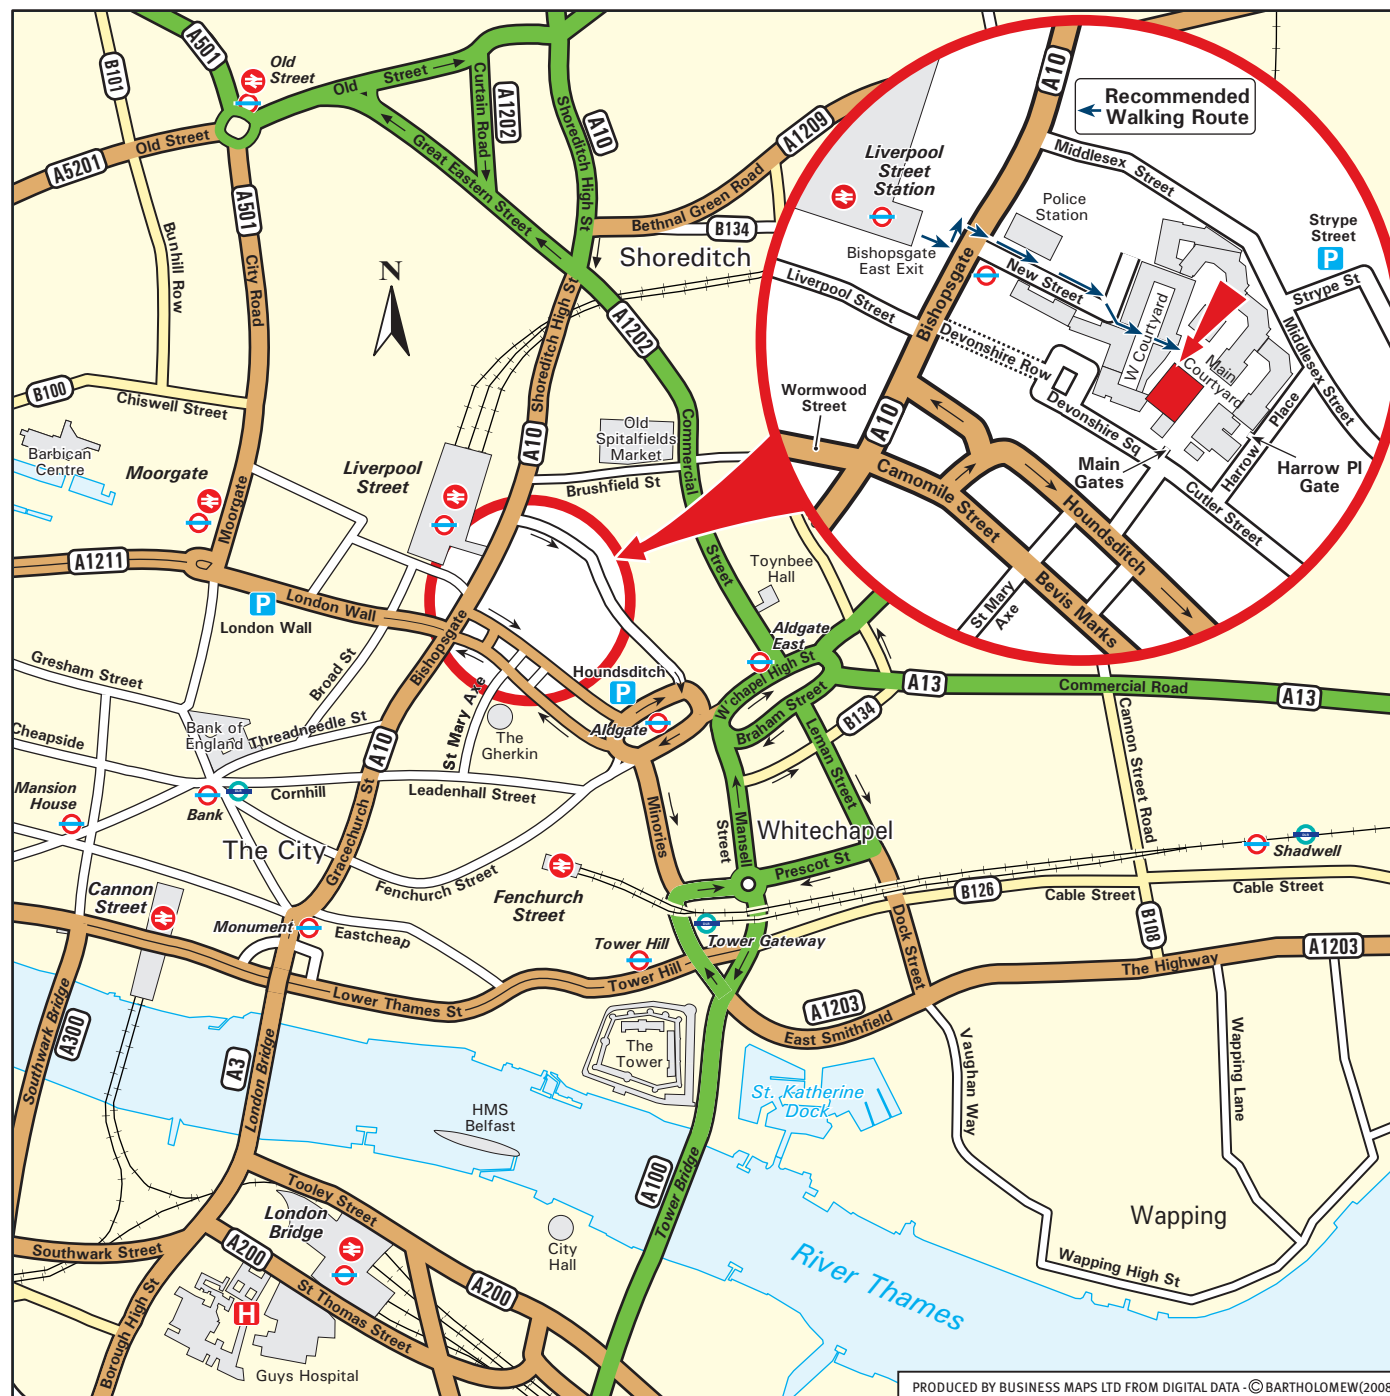 A501
B101
Old
Street
Old
Street
Curtain Road
A1202
Shoreditch High St
A10
A1209
Old Street
A5201
A501
City Road
Bunhill Row
Great Eastern Street
Bethnal Green Road
B134
Shoreditch
N
A1202
Shoreditch High St
B100
Chiswell Street
Barbican
Centre
Moorgate
Moorgate
Liverpool
Street
A10
Old
Spitalfields
Market
Commercial
Street
Brushfield St
A1211
P
London Wall
London Wall
Toynbee
Hall
Aldgate
East
Gresham Street
Broad St
Bishopsgate
Houndsditch
P
St Mary Axe
The
Gherkin
Aldgate
W'chapel High St
Braham Street
A13
Commercial Road
A13
B134
Leman Street
Cannon Street Road
Cheapside
Bank of
England
Threadneedle St
A10
Mansion
House
Bank
Cornhill
Leadenhall Street
Minories
Mansell
Street
Whitechapel
Prescot St
The City
Gracechurch St
Fenchurch Street
Fenchurch
Street
Shadwell
B126
Cable Street
Cable Street
Cannon
Street
Monument
Eastcheap
Tower Hill
Tower Gateway
Dock Street
B108
The Highway
A1203
Lower Thames St
Tower Hill
A1203
East Smithfield
Southwark Bridge
A300
A3
London Bridge
The
Tower
St. Katherine
Dock
Vaughan Way
Wapping Lane
HMS
Belfast
A100
Tower Bridge
Tooley Street
London
Bridge
City
Hall
Wapping
Wapping High St
River Thames
Southwark Street
A200
A200
St Thomas Street
Borough High St
H
Guys Hospital
A10
Recommended
Walking Route
Liverpool
Street
Station
Middlesex Street
Police
Station
Strype
Street
P
Bishopsgate
East Exit
New Street
Strype St
Liverpool Street
Bishopsgate
Devonshire Row
W Courtyard
Main
Courtyard
Middlesex Street
Wormwood
Street
A10
Devonshire Sq
Harrow Place
Main
Gates
Harrow Pl
Gate
Camomile Street
Cutler Street
Houndsditch
St Mary
Axe
Bevis Marks
PRODUCED BY BUSINESS MAPS LTD FROM DIGITAL DATA - © BARTHOLOMEW(2008